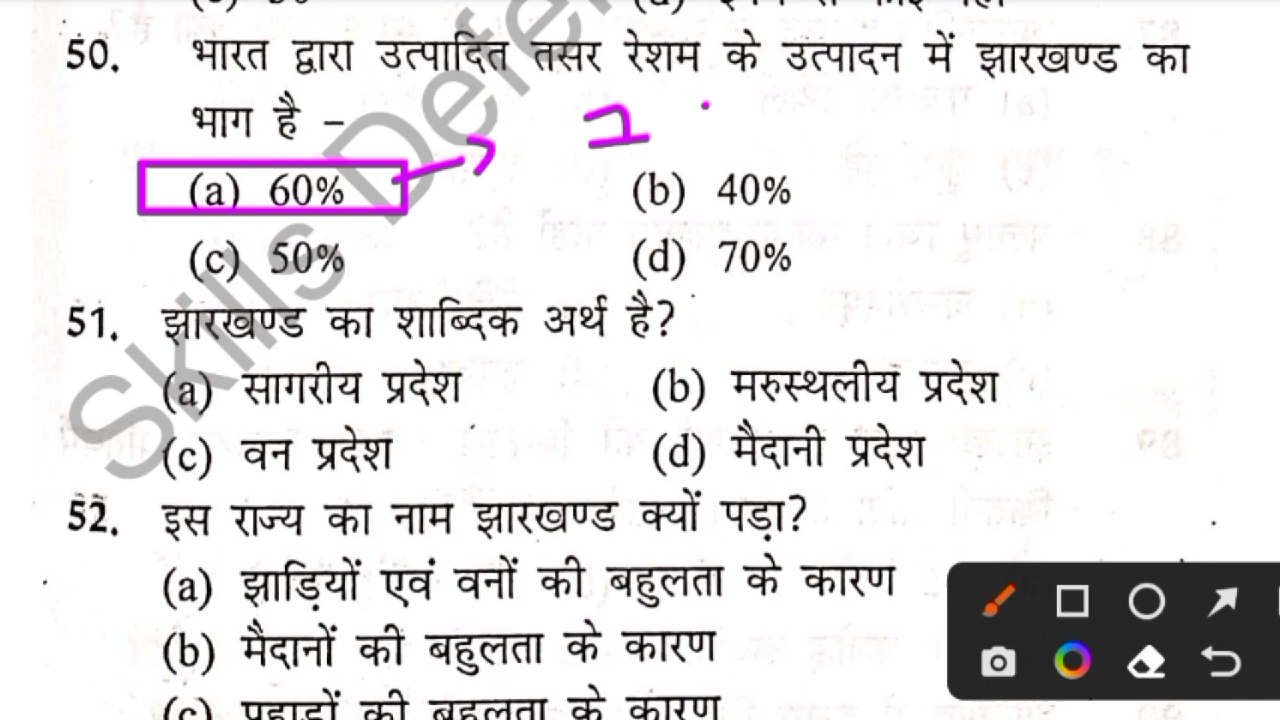 50. भारत द्वारा उत्पादित तसर रेशम के उत्पादन में झारखण्ड का
भाग है –
(a) 60%
(b) 40%
(c) 50%
(d) 70%
51. झारखण्ड का शाब्दिक अर्थ है?
(a) सागरीय प्रदेश
(b) मरुस्थलीय प्रदेश
(c) वन प्रदेश
(d) मैदानी प्रदेश
52. इस राज्य का नाम झारखण्ड क्यों पड़ा?
(a) झाड़ियों एवं वनों की बहुलता के कारण
(b) मैदानों की बहुलता के कारण
(c) पहाड़ों की बहुलता के कारण
Skills Defen